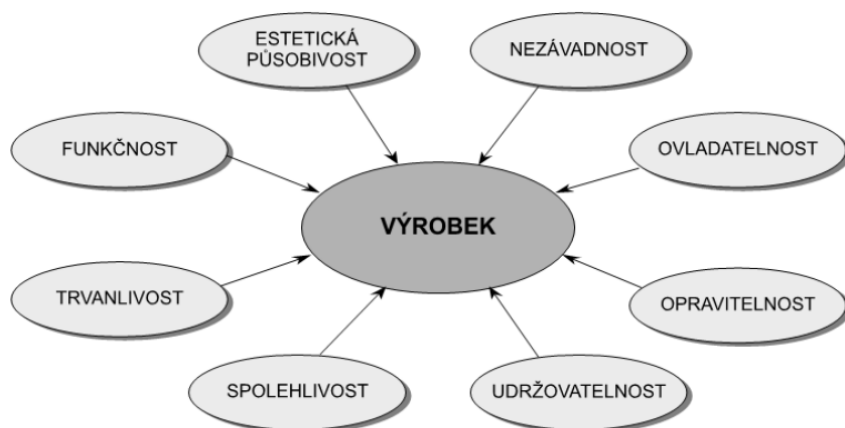 ESTETICKÁ
PŮSOBIVOST
NEZÁVADNOST
FUNKČNOST
OVLADATELNOST
VÝROBEK
TRVANLIVOST
OPRAVITELNOST
SPOLEHLIVOST
UDRŽOVATELNOST